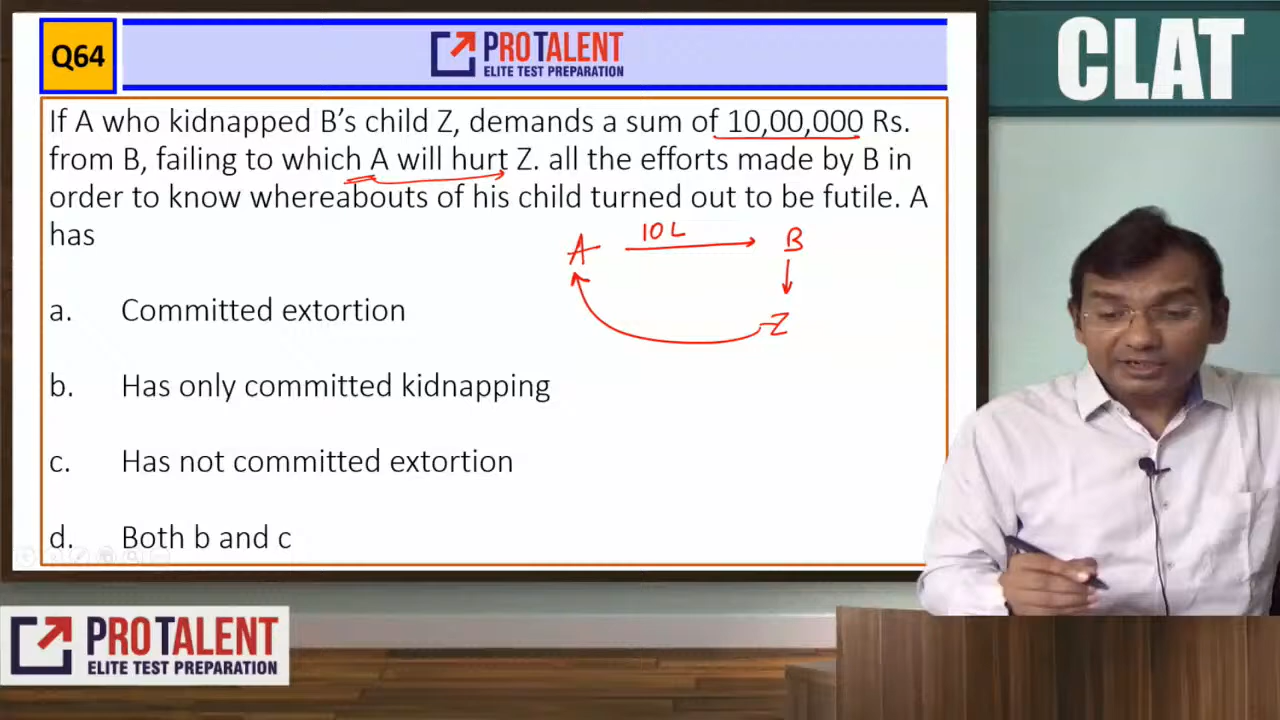 Q64
PROTALENT
ELITE TEST PREPARATION
CLAT
If A who kidnapped B's child Z, demands a sum of 10,00,000 Rs.
from B, failing to which A will hurt Z. all the efforts made by B in
order to know whereabouts of his child turned out to be futile. A
has
A 10 L B
Z
a. Committed extortion
b. Has only committed kidnapping
c. Has not committed extortion
d. Both b and c
PROTALENT
ELITE TEST PREPARATION